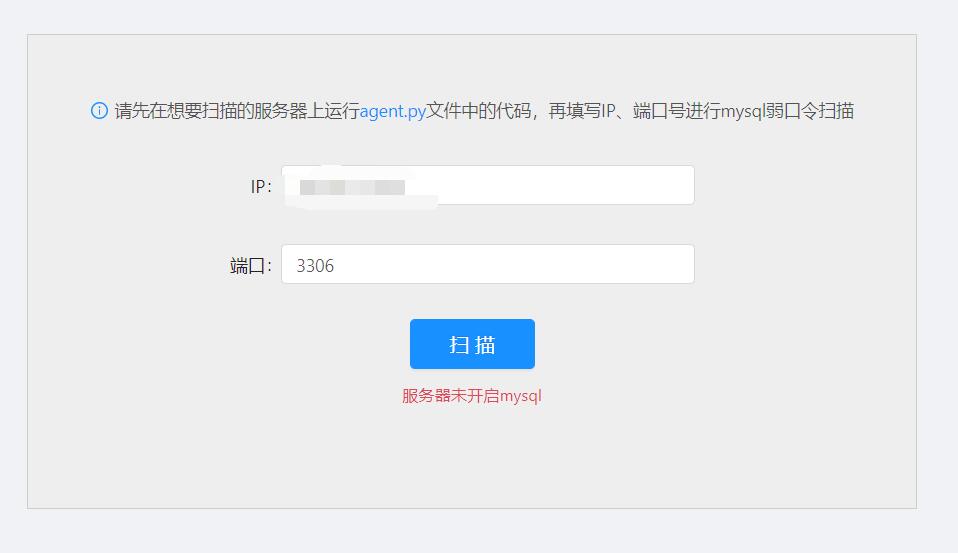 请先在想要扫描的服务器上运行agent.py文件中的代码，再填写IP、端口号进行mysql弱口令扫描
IP:
端口: 3306
扫 描
服务器未开启mysql